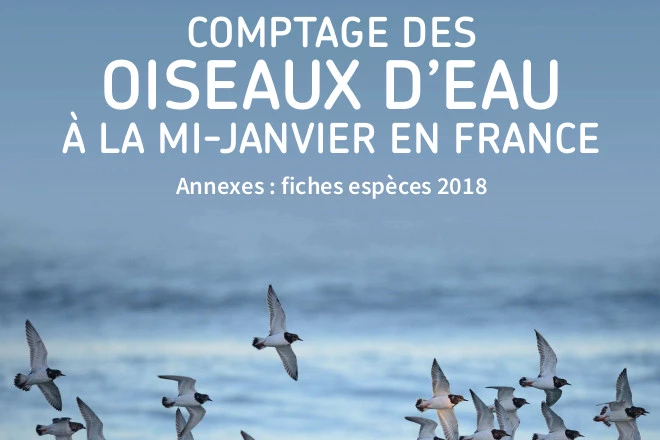 COMPTAGE DES
OISEAUX D’EAU
À LA MI-JANVIER EN FRANCE
Annexes : fiches espèces 2018